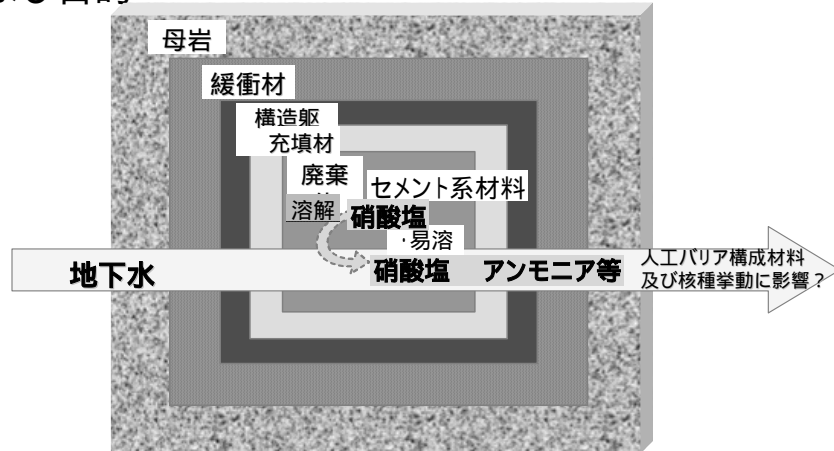 母岩
緩衝材
構造躯
充填材
廃棄
溶解
セメント系材料
硝酸塩
・易溶
地下水
硝酸塩 アンモニア等
人工バリア構成材料
及び核種挙動に影響?